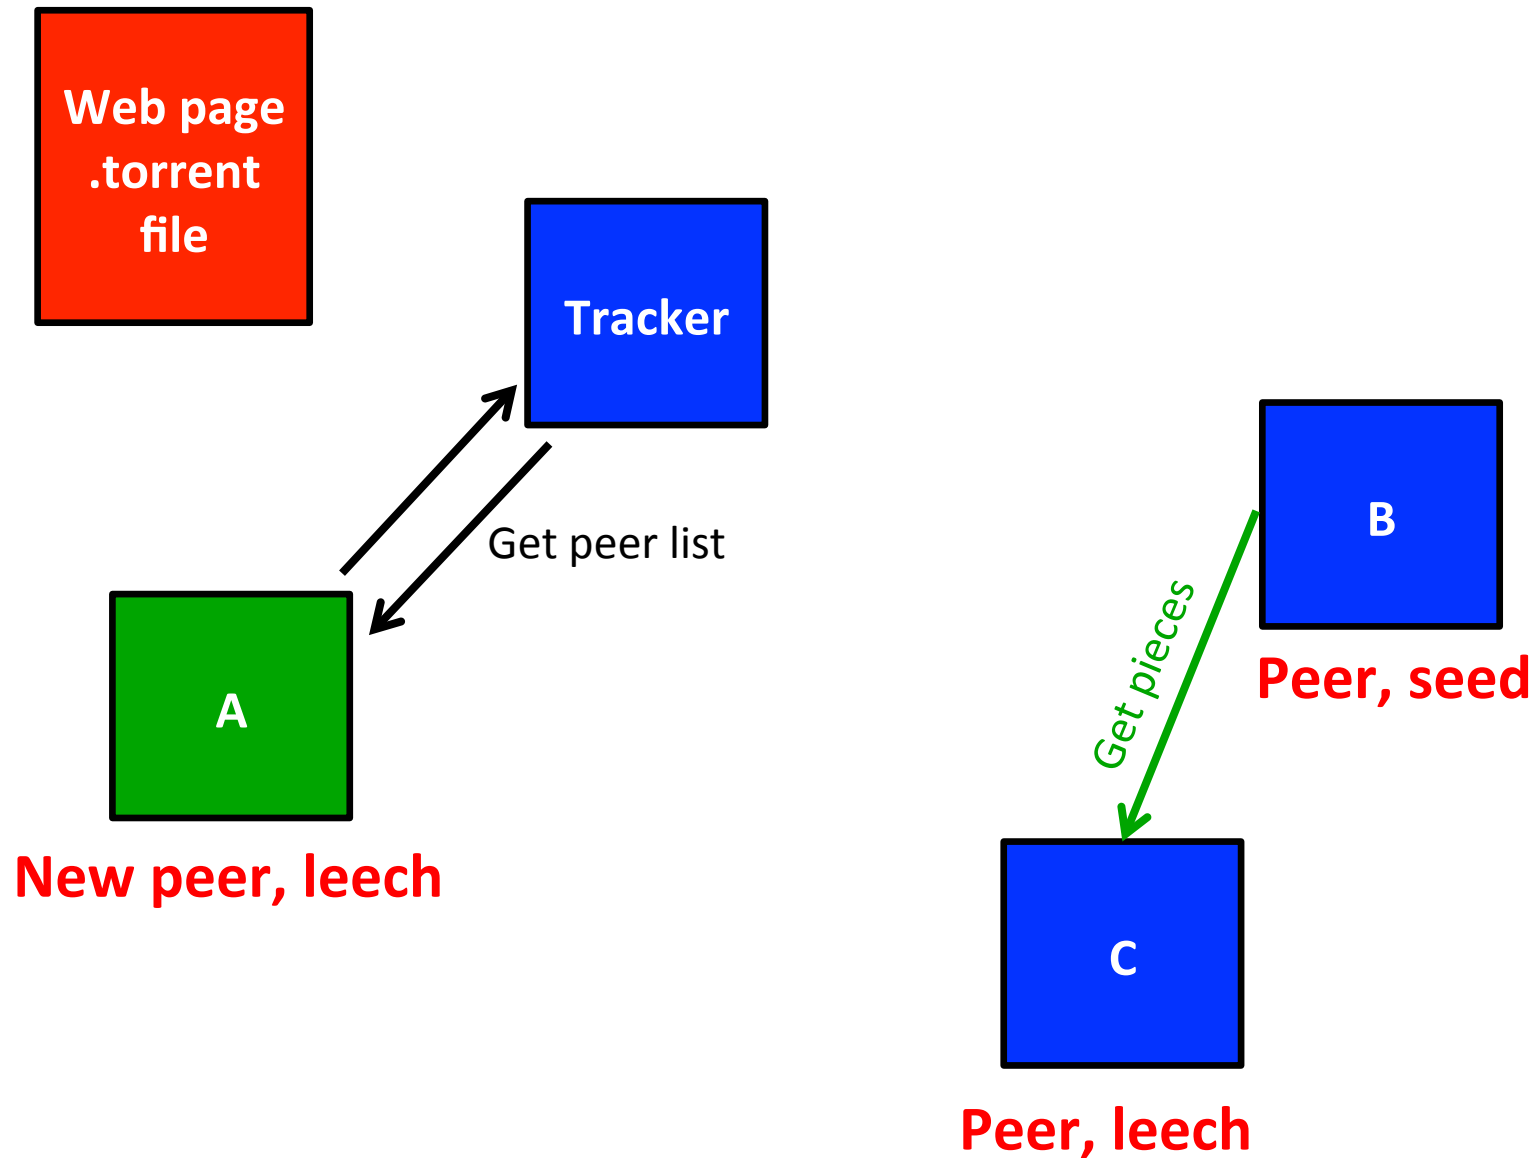 Web page
.torrent
file
Tracker
Get peer list
A
New peer, leech
B
Peer, seed
Get pieces
C
Peer, leech